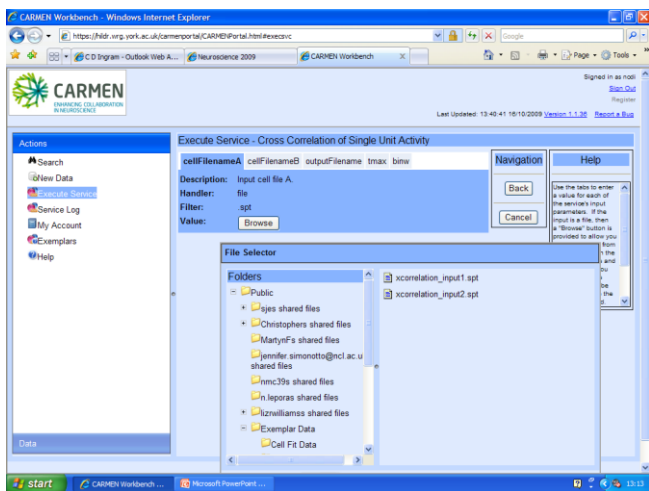 CARMEN Workbench - Windows Internet Explorer
https://hldr.vrg.york.ac.uk/carmenportal/CARMENPortal.html#execsvc
Google
C D Ingram - Outlook Web A...
Neuroscience 2009
CARMEN Workbench
X
Page
Tools
CARMEN
ENHANCING COLLABORATION
IN NEUROSCIENCE
Signed in as nodi
Sign Out
Register
Last Updated: 13:40:41 16/10/2009 Version 1.1.36 Report a Bug
Actions
Search
New Data
Execute Service
Service Log
My Account
Exemplars
Help
Data
Execute Service - Cross Correlation of Single Unit Activity
cellFilenameA cellFilenameB outputFilename tmax binw
Description: Input cell file A.
Handler: file
Filter: .spt
Value: Browse
Navigation
Back
Cancel
Help
Use the tabs to enter
a value for each of
the service's input
parameters. If the
input is a file, then
a "Browse" button is
provided to allow you
File Selector
Folders
Public
sjes shared files
Christophers shared files
MartynFs shared files
jennifer.simonotto@ncl.ac.u
shared files
nmc39s shared files
n.leporas shared files
lizrwilliamss shared files
Exemplar Data
Cell Fit Data
xcorrelation_input1.spt
xcorrelation_input2.spt
start
CARMEN Workbench ...
Microsoft PowerPoint ...
13:13